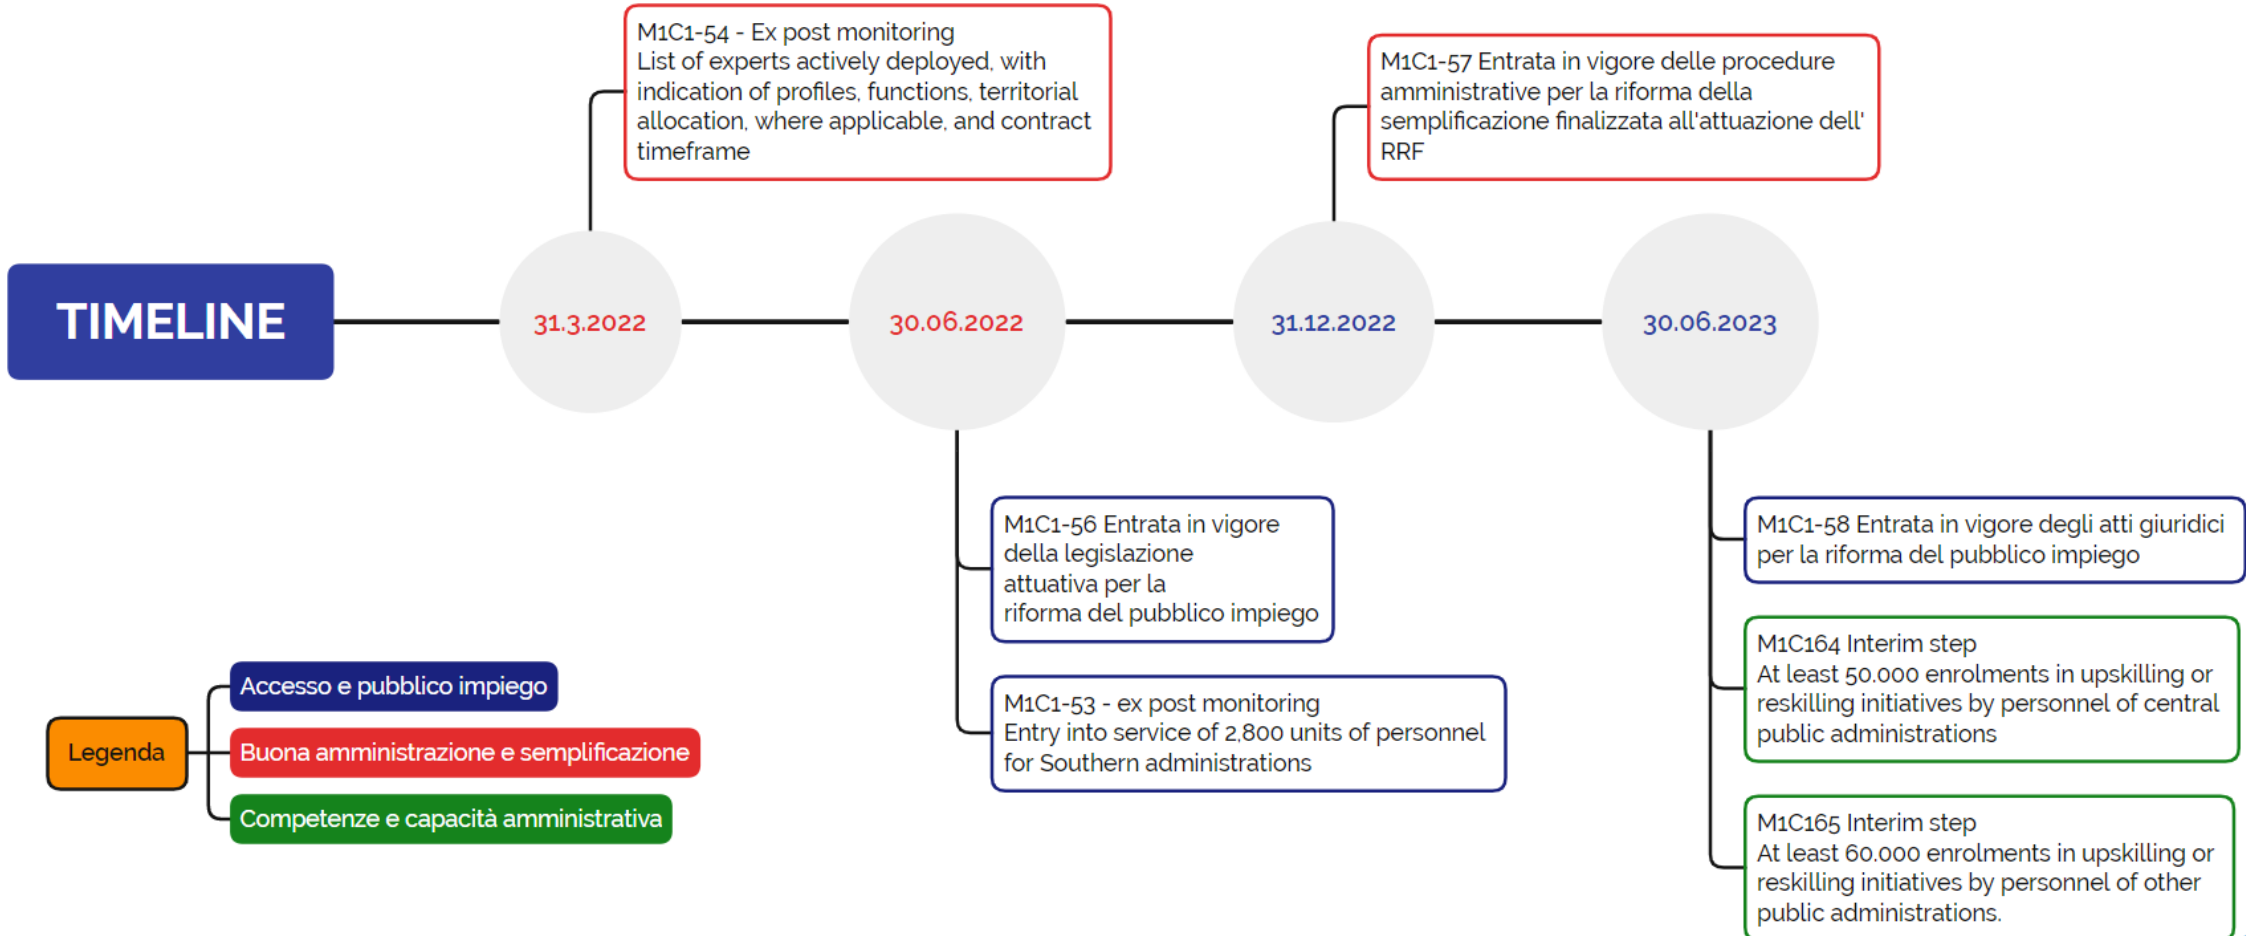 M1C1-54 - Ex post monitoring
List of experts actively deployed, with
indication of profiles, functions, territorial
allocation, where applicable, and contract
timeframe
M1C1-57 Entrata in vigore delle procedure
amministrative per la riforma della
semplificazione finalizzata all'attuazione dell'
RRF
TIMELINE
31.3.2022
30.06.2022
31.12.2022
30.06.2023
M1C1-56 Entrata in vigore
della legislazione
attuativa per la
riforma del pubblico impiego
M1C1-53 - ex post monitoring
Entry into service of 2,800 units of personnel
for Southern administrations
M1C1-58 Entrata in vigore degli atti giuridici
per la riforma del pubblico impiego
M1C164 Interim step
At least 50.000 enrolments in upskilling or
reskilling initiatives by personnel of central
public administrations
M1C165 Interim step
At least 60.000 enrolments in upskilling or
reskilling initiatives by personnel of other
public administrations.
Legenda
Accesso e pubblico impiego
Buona amministrazione e semplificazione
Competenze e capacità amministrativa